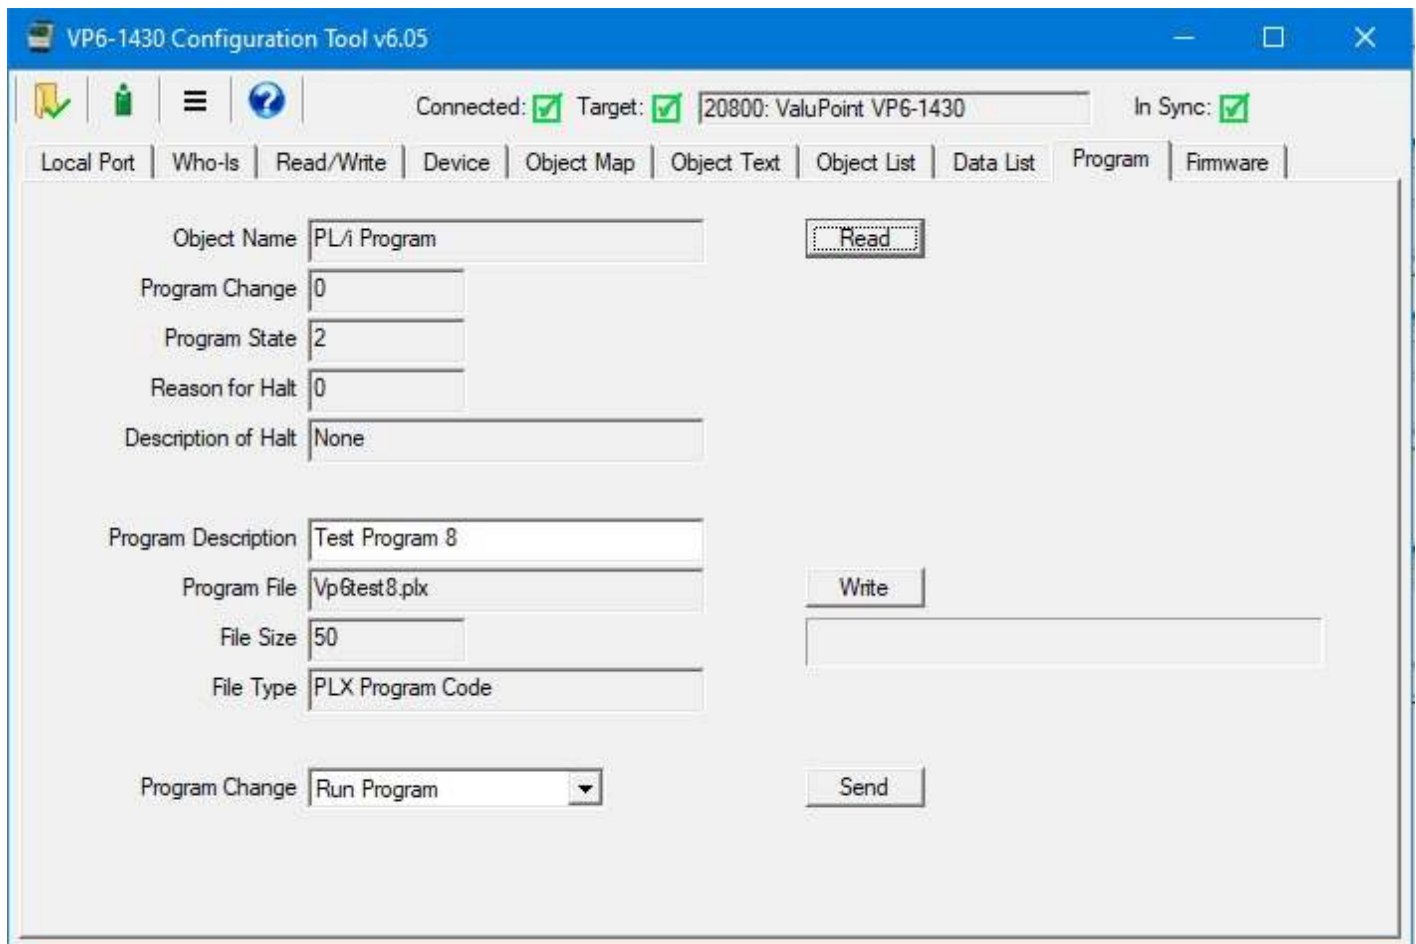 VP6-1430 Configuration Tool v6.05
Connected: Target: 20800: ValuPoint VP6-1430 In Sync:
Local Port Who-Is Read/Write Device Object Map Object Text Object List Data List Program Firmware
Object Name PL/i Program Read
Program Change 0
Program State 2
Reason for Halt 0
Description of Halt None
Program Description Test Program 8
Program File Vp6test8.plx Write
File Size 50
File Type PLX Program Code
Program Change Run Program Send